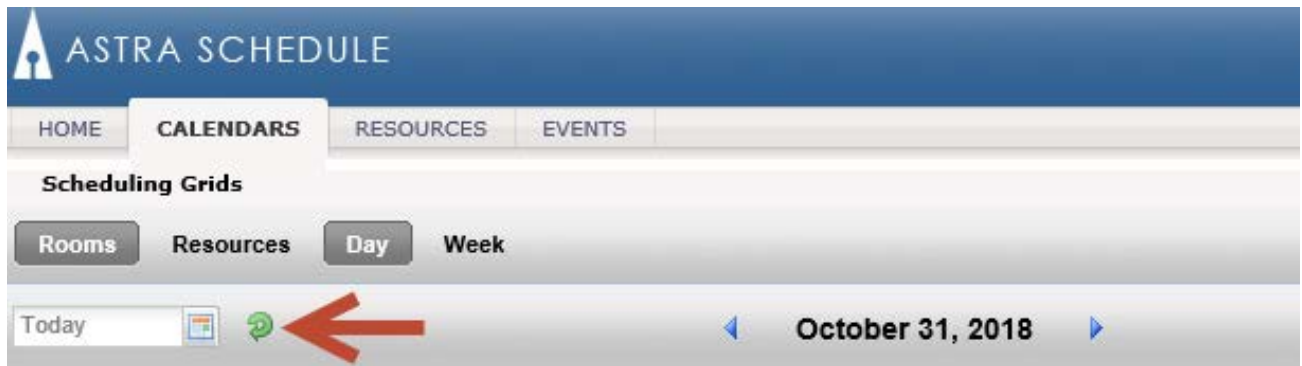 ASTRA SCHEDULE
HOME CALENDARS RESOURCES EVENTS
Scheduling Grids
Rooms Resources Day Week
Today October 31, 2018